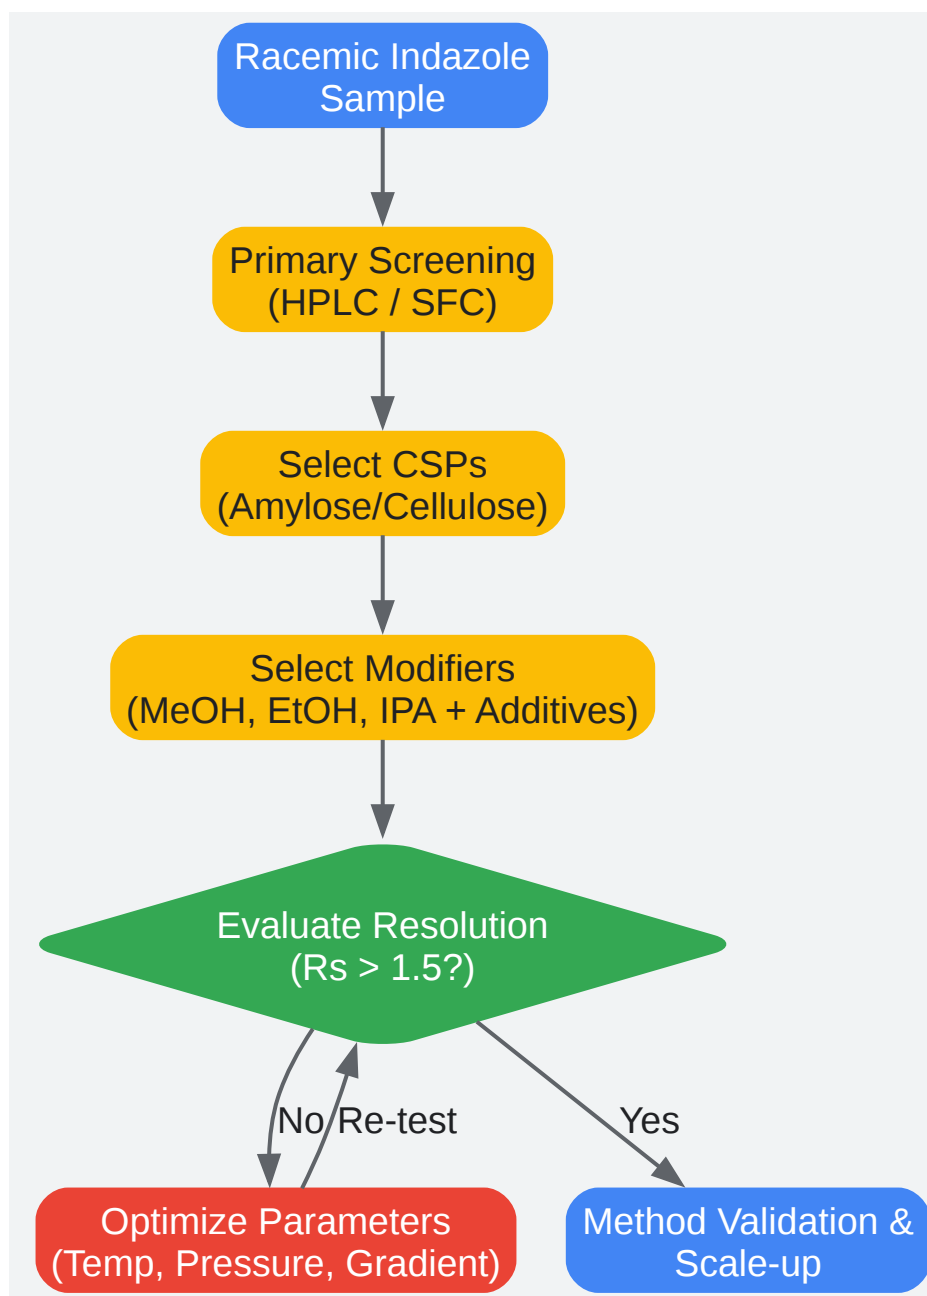 Racemic Indazole
Sample
Primary Screening
(HPLC / SFC)
Select CSPs
(Amylose/Cellulose)
Select Modifiers
(MeOH, EtOH, IPA + Additives)
Evaluate Resolution
(Rs > 1.5?)
No
Re-test
Yes
Optimize Parameters
(Temp, Pressure, Gradient)
Method Validation &
Scale-up